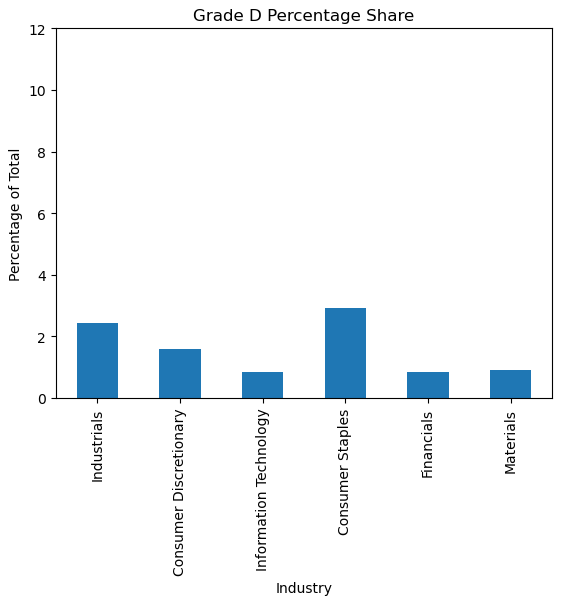 Grade D Percentage Share
Percentage of Total
12
10
8
6
4
2
0
Industrials
Consumer Discretionary
Information Technology
Consumer Staples
Financials
Materials
Industry